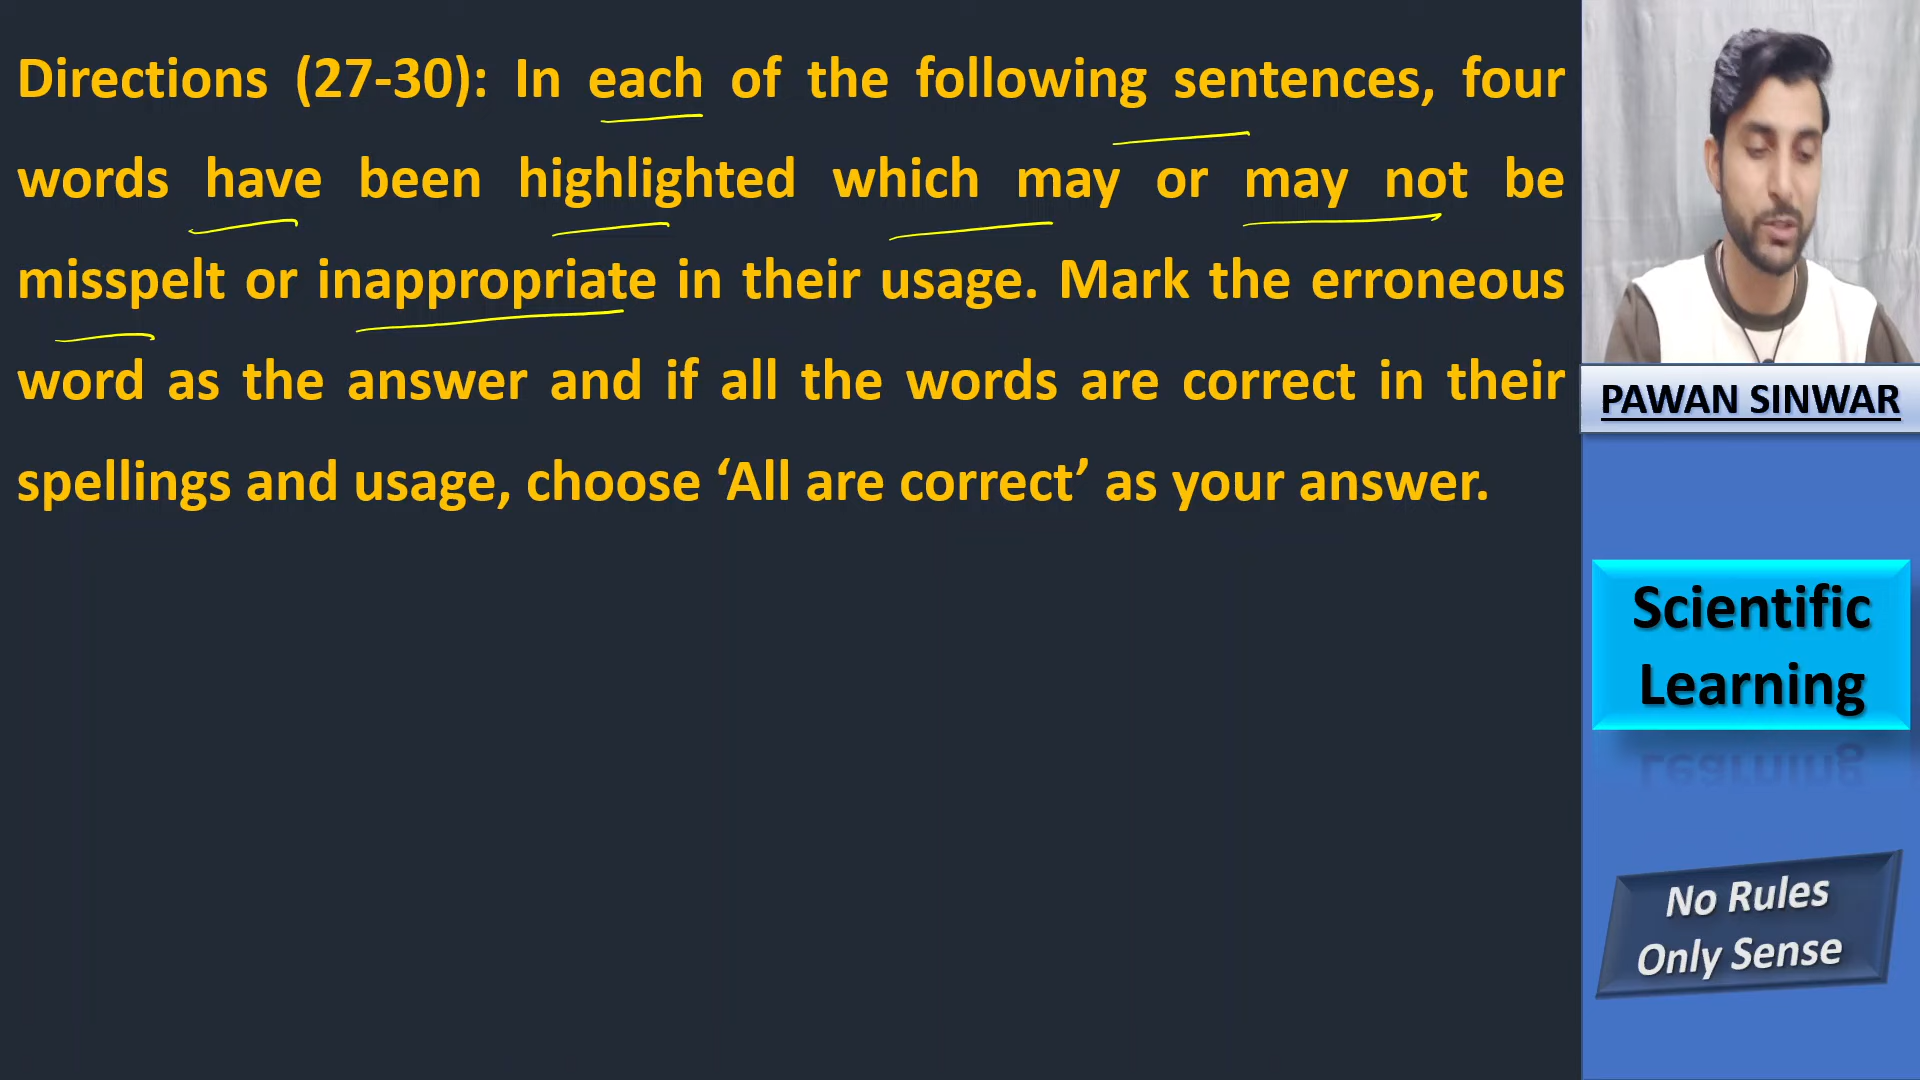 Directions (27-30): In each of the following sentences, four
words have been highlighted which may or may not be
misspelt or inappropriate in their usage. Mark the erroneous
word as the answer and if all the words are correct in their
spellings and usage, choose ‘All are correct’ as your answer.
PAWAN SINWAR
Scientific
Learning
No Rules
Only Sense